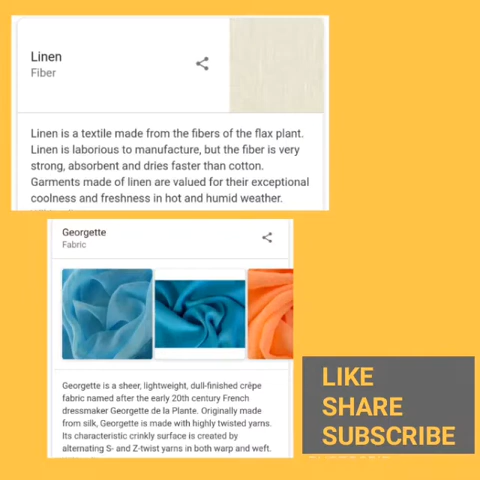 Linen
Fiber
Linen is a textile made from the fibers of the flax plant.
Linen is laborious to manufacture, but the fiber is very
strong, absorbent and dries faster than cotton.
Garments made of linen are valued for their exceptional
coolness and freshness in hot and humid weather.
Georgette
Fabric
Georgette is a sheer, lightweight, dull-finished crêpe
fabric named after the early 20th century French
dressmaker Georgette de la Plante. Originally made
from silk, Georgette is made with highly twisted yarns.
Its characteristic crinkly surface is created by
alternating S- and Z-twist yarns in both warp and weft.
LIKE
SHARE
SUBSCRIBE